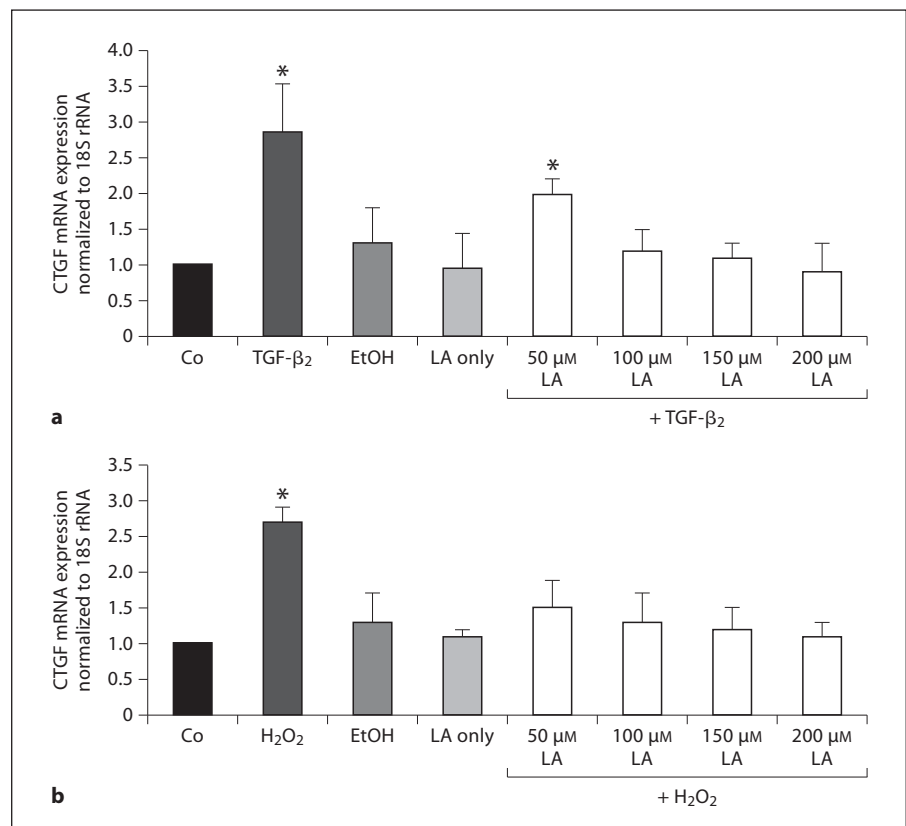 CTGF mRNA expression
normalized to 18S rRNA
4.0
3.5
3.0
2.5
2.0
1.5
1.0
0.5
0
*
*
Co
TGF-β₂
EtOH
LA only
50 μM
LA
100 μM
LA
150 μM
LA
200 μM
LA
+ TGF-β₂
a
CTGF mRNA expression
normalized to 18S rRNA
3.5
3.0
2.5
2.0
1.5
1.0
0.5
0
*
Co
H₂O₂
EtOH
LA only
50 μM
LA
100 μM
LA
150 μM
LA
200 μM
LA
+ H₂O₂
b